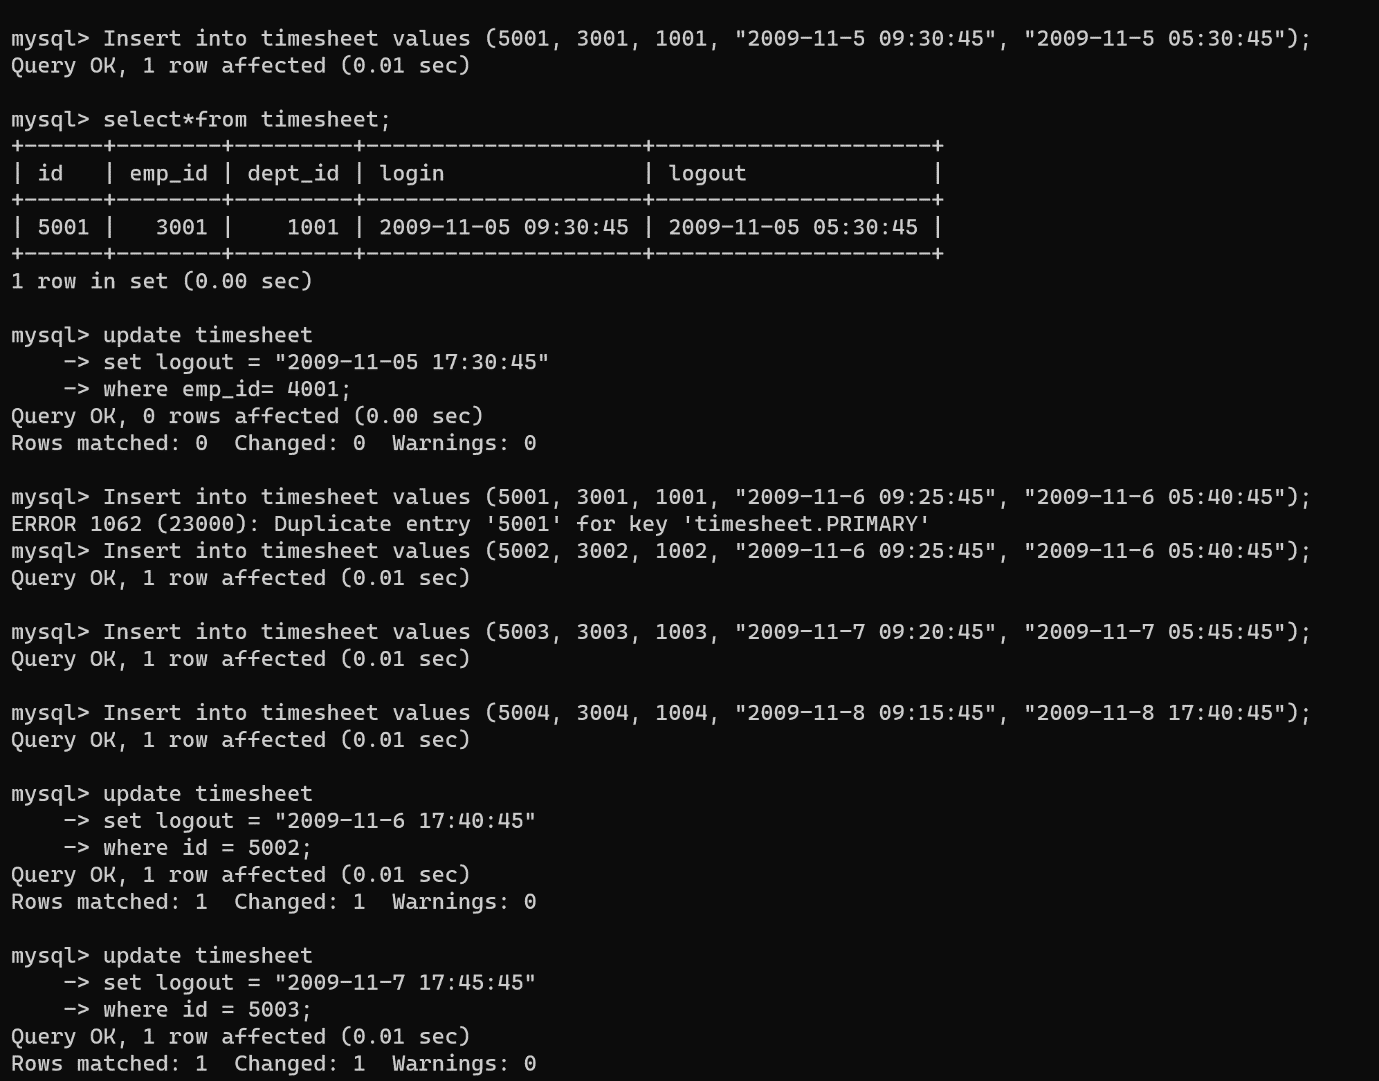 mysql> Insert into timesheet values (5001, 3001, 1001, "2009-11-5 09:30:45", "2009-11-5 05:30:45");
Query OK, 1 row affected (0.01 sec)
mysql> select*from timesheet;
+------+--------+---------+---------------------+---------------------+
| id   | emp_id | dept_id | login               | logout              |
+------+--------+---------+---------------------+---------------------+
| 5001 |   3001 |    1001 | 2009-11-05 09:30:45 | 2009-11-05 05:30:45 |
+------+--------+---------+---------------------+---------------------+
1 row in set (0.00 sec)
mysql> update timesheet
    -> set logout = "2009-11-05 17:30:45"
    -> where emp_id= 4001;
Query OK, 0 rows affected (0.00 sec)
Rows matched: 0  Changed: 0  Warnings: 0
mysql> Insert into timesheet values (5001, 3001, 1001, "2009-11-6 09:25:45", "2009-11-6 05:40:45");
ERROR 1062 (23000): Duplicate entry '5001' for key 'timesheet.PRIMARY'
mysql> Insert into timesheet values (5002, 3002, 1002, "2009-11-6 09:25:45", "2009-11-6 05:40:45");
Query OK, 1 row affected (0.01 sec)
mysql> Insert into timesheet values (5003, 3003, 1003, "2009-11-7 09:20:45", "2009-11-7 05:45:45");
Query OK, 1 row affected (0.01 sec)
mysql> Insert into timesheet values (5004, 3004, 1004, "2009-11-8 09:15:45", "2009-11-8 17:40:45");
Query OK, 1 row affected (0.01 sec)
mysql> update timesheet
    -> set logout = "2009-11-6 17:40:45"
    -> where id = 5002;
Query OK, 1 row affected (0.01 sec)
Rows matched: 1  Changed: 1  Warnings: 0
mysql> update timesheet
    -> set logout = "2009-11-7 17:45:45"
    -> where id = 5003;
Query OK, 1 row affected (0.01 sec)
Rows matched: 1  Changed: 1  Warnings: 0